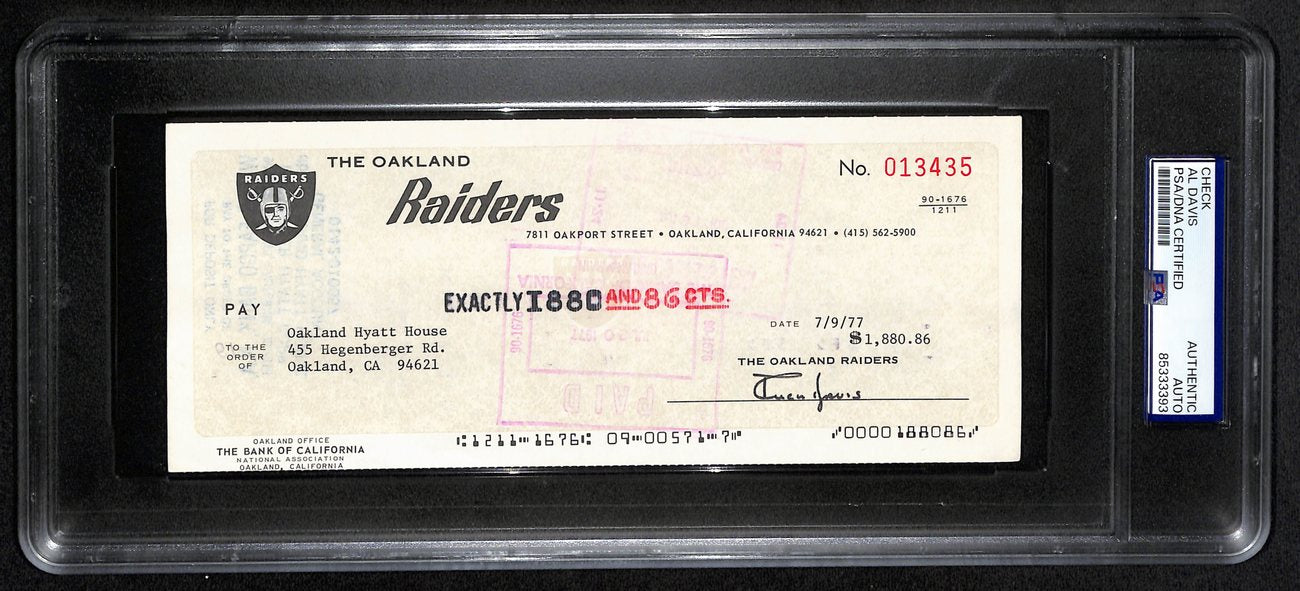 THE OAKLAND
Raiders
RAIDERS
No. 013435
90-1676
1211
7811 OAKPORT STREET • OAKLAND, CALIFORNIA 94621 • (415) 562-5900
PAY
EXACTLY 1880 AND 86 CTS.
DATE 7/9/77
$1,880.86
TO THE ORDER OF
Oakland Hyatt House
455 Hegenberger Rd.
Oakland, CA 94621
THE OAKLAND RAIDERS
OAKLAND OFFICE
THE BANK OF CALIFORNIA
NATIONAL ASSOCIATION
OAKLAND, CALIFORNIA
⑆1211⑉1676⑆ 09⑉00571⑉7⑈
⑈0000188086⑈
PAID
CHECK
AL DAVIS
PSA/DNA CERTIFIED
PSA
AUTHENTIC
AUTO
85333393